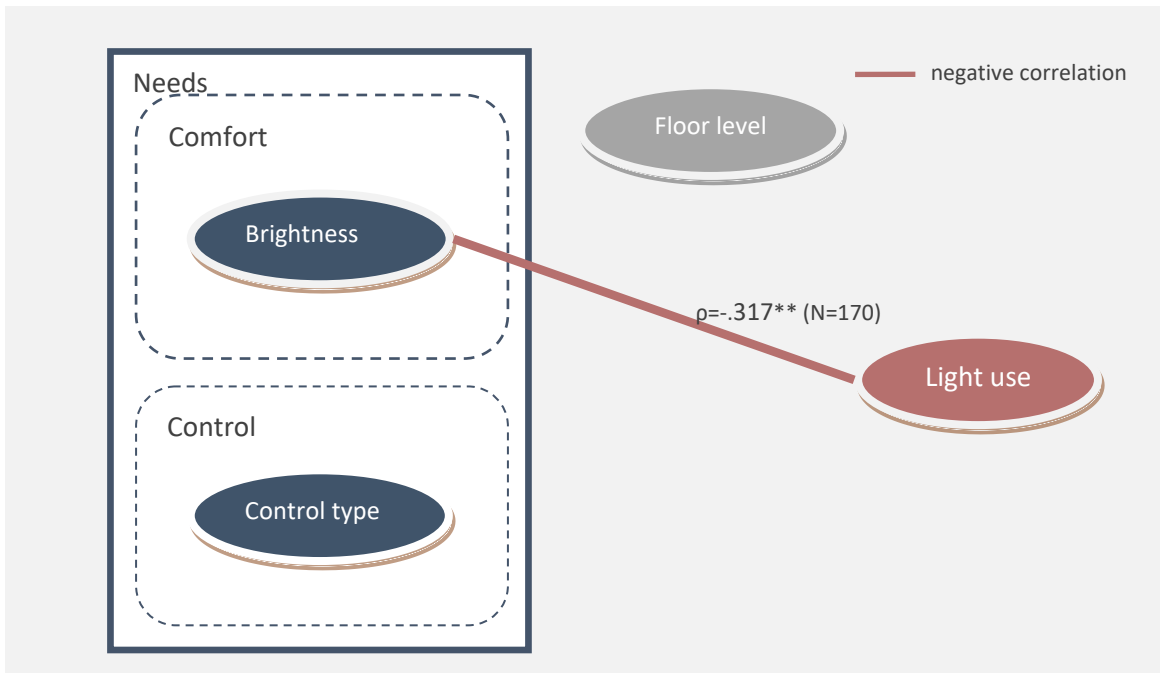 Needs
negative correlation
Comfort
Floor level
Brightness
ρ=-.317** (N=170)
Light use
Control
Control type